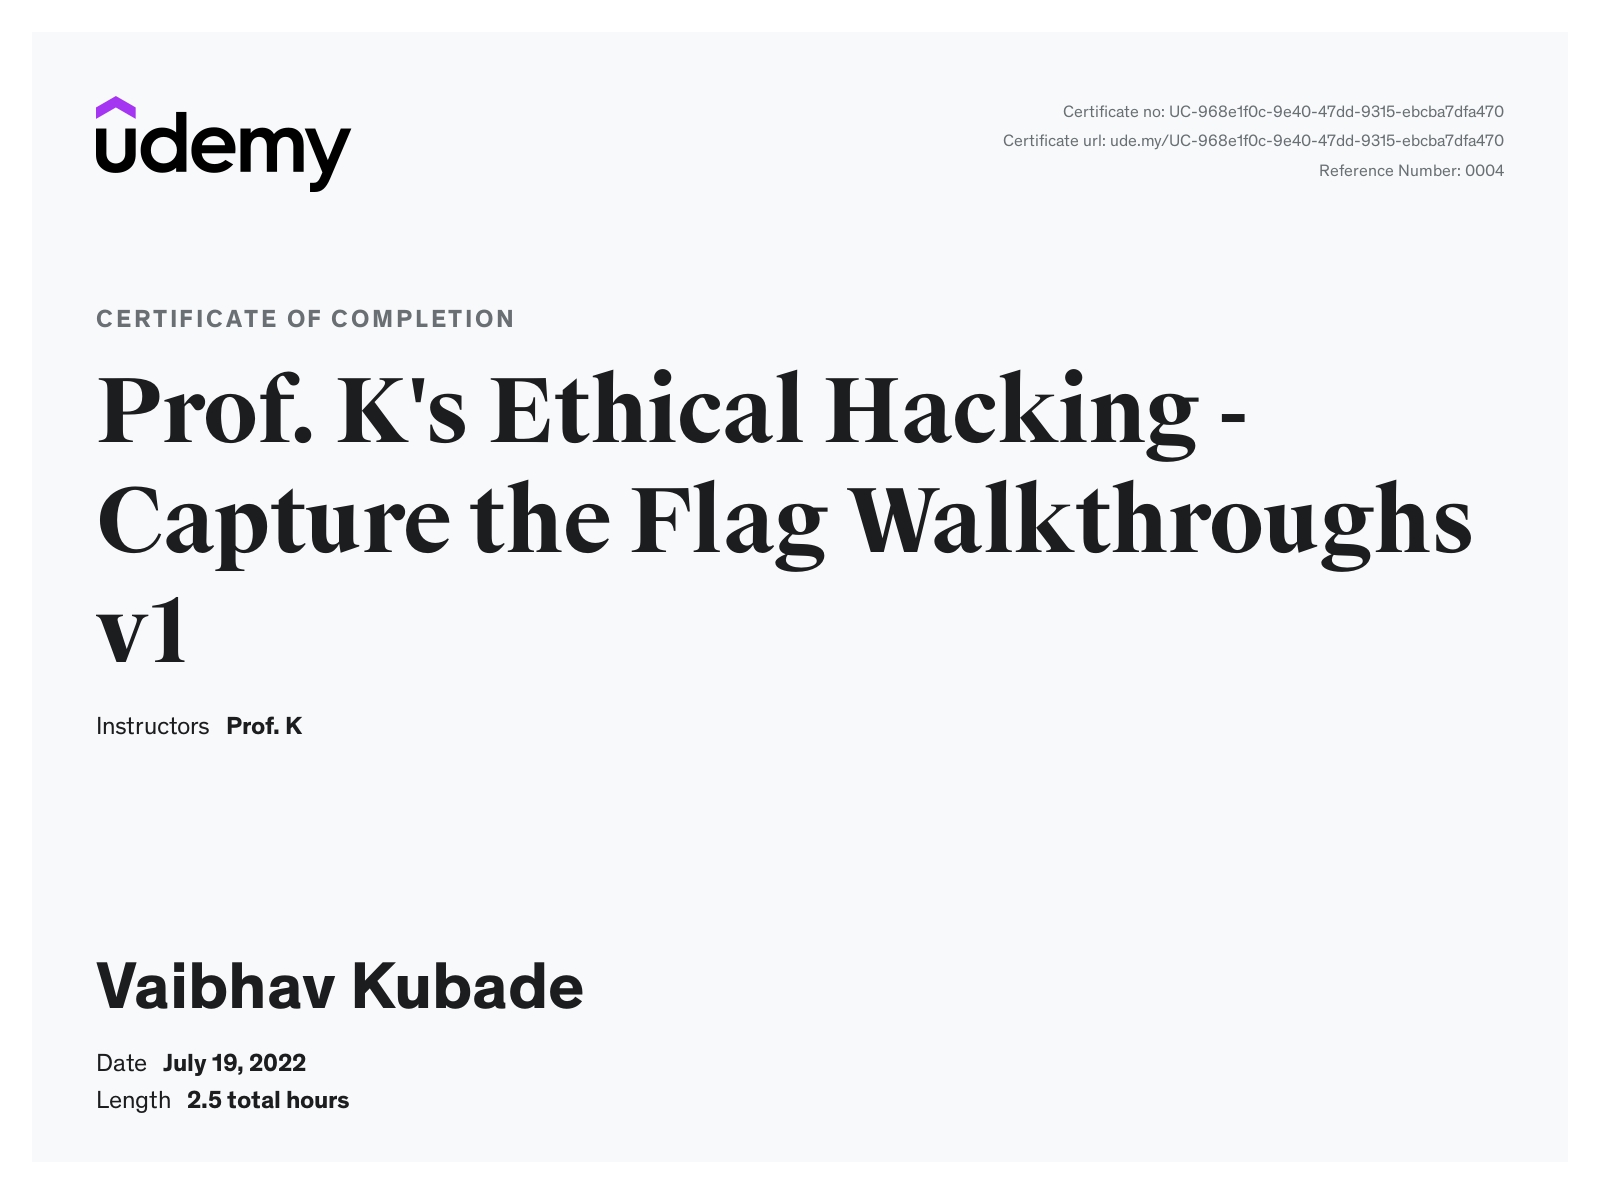 udemy
Certificate no: UC-968e1f0c-9e40-47dd-9315-ebcba7dfa470
Certificate url: ude.my/UC-968e1f0c-9e40-47dd-9315-ebcba7dfa470
Reference Number: 0004
CERTIFICATE OF COMPLETION
Prof. K's Ethical Hacking -
Capture the Flag Walkthroughs
v1
Instructors Prof. K
Vaibhav Kubade
Date July 19, 2022
Length 2.5 total hours